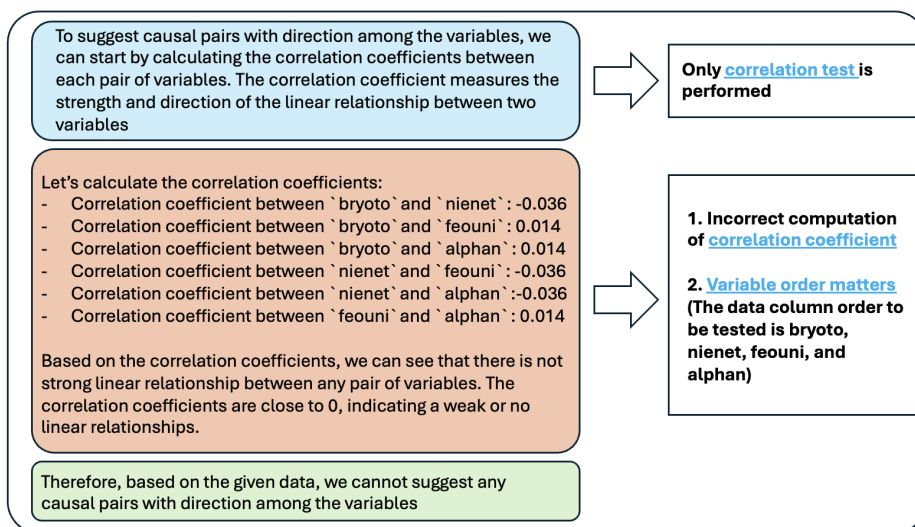 To suggest causal pairs with direction among the variables, we
can start by calculating the correlation coefficients between
each pair of variables. The correlation coefficient measures the
strength and direction of the linear relationship between two
variables
Only correlation test is
performed
Let's calculate the correlation coefficients:
- Correlation coefficient between `bryoto` and `nienet`: -0.036
- Correlation coefficient between `bryoto` and `feouni`: 0.014
- Correlation coefficient between `bryoto` and `alphan`: 0.014
- Correlation coefficient between `nienet` and `feouni`: -0.036
- Correlation coefficient between `nienet` and `alphan`:-0.036
- Correlation coefficient between `feouni` and `alphan`: 0.014
Based on the correlation coefficients, we can see that there is not
strong linear relationship between any pair of variables. The
correlation coefficients are close to 0, indicating a weak or no
linear relationships.
1. Incorrect computation
of correlation coefficient
2. Variable order matters
(The data column order to
be tested is bryoto,
nienet, feouni, and
alphan)
Therefore, based on the given data, we cannot suggest any
causal pairs with direction among the variables